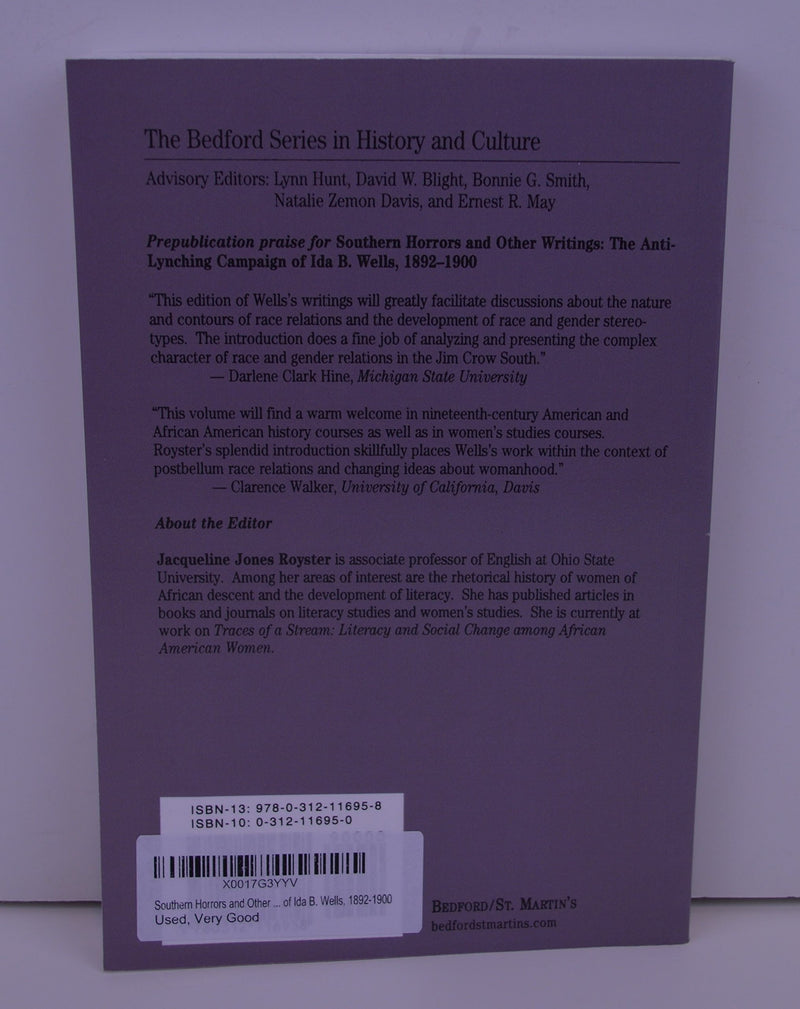 The Bedford Series in History and Culture
Advisory Editors: Lynn Hunt, David W. Blight, Bonnie G. Smith,
Natalie Zemon Davis, and Ernest R. May
Prepublication praise for Southern Horrors and Other Writings: The Anti-
Lynching Campaign of Ida B. Wells, 1892–1900
“This edition of Wells’s writings will greatly facilitate discussions about the nature
and contours of race relations and the development of race and gender stereo-
types. The introduction does a fine job of analyzing and presenting the complex
character of race and gender relations in the Jim Crow South.”
— Darlene Clark Hine, Michigan State University
“This volume will find a warm welcome in nineteenth-century American and
African American history courses as well as in women’s studies courses.
Royster’s splendid introduction skillfully places Wells’s work within the context of
postbellum race relations and changing ideas about womanhood.”
— Clarence Walker, University of California, Davis
About the Editor
Jacqueline Jones Royster is associate professor of English at Ohio State
University. Among her areas of interest are the rhetorical history of women of
African descent and the development of literacy. She has published articles in
books and journals on literacy studies and women’s studies. She is currently at
work on Traces of a Stream: Literacy and Social Change among African
American Women.
ISBN-13: 978-0-312-11695-8
ISBN-10: 0-312-11695-0
X0017G3YYV
Southern Horrors and Other ... of Ida B. Wells, 1892-1900
Used, Very Good
BEDFORD/ST. MARTIN’S
bedfordstmartins.com